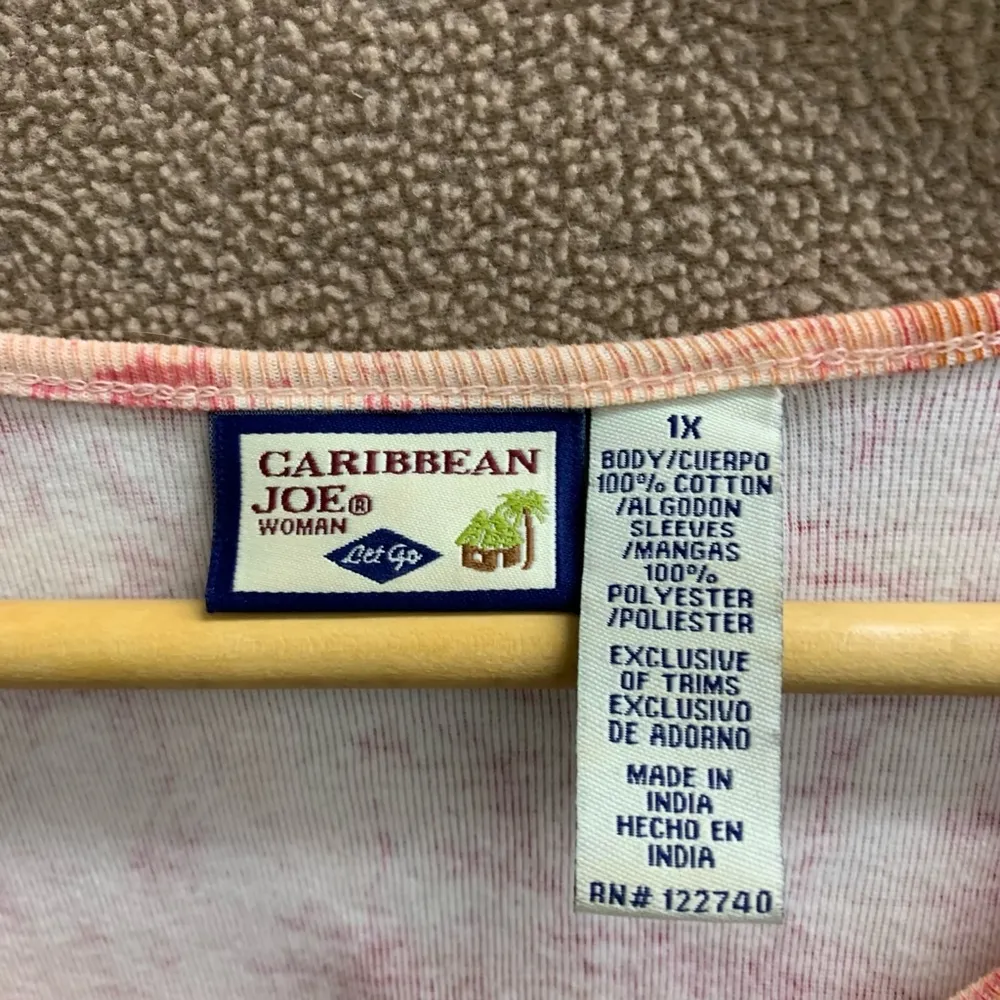 CARIBBEAN
JOE®
WOMAN
Let Go
1X
BODY/CUERPO
100% COTTON
/ALGODON
SLEEVES
/MANGAS
100%
POLYESTER
/POLIESTER
EXCLUSIVE
OF TRIMS
EXCLUSIVO
DE ADORNO
MADE IN
INDIA
HECHO EN
INDIA
RN# 122740